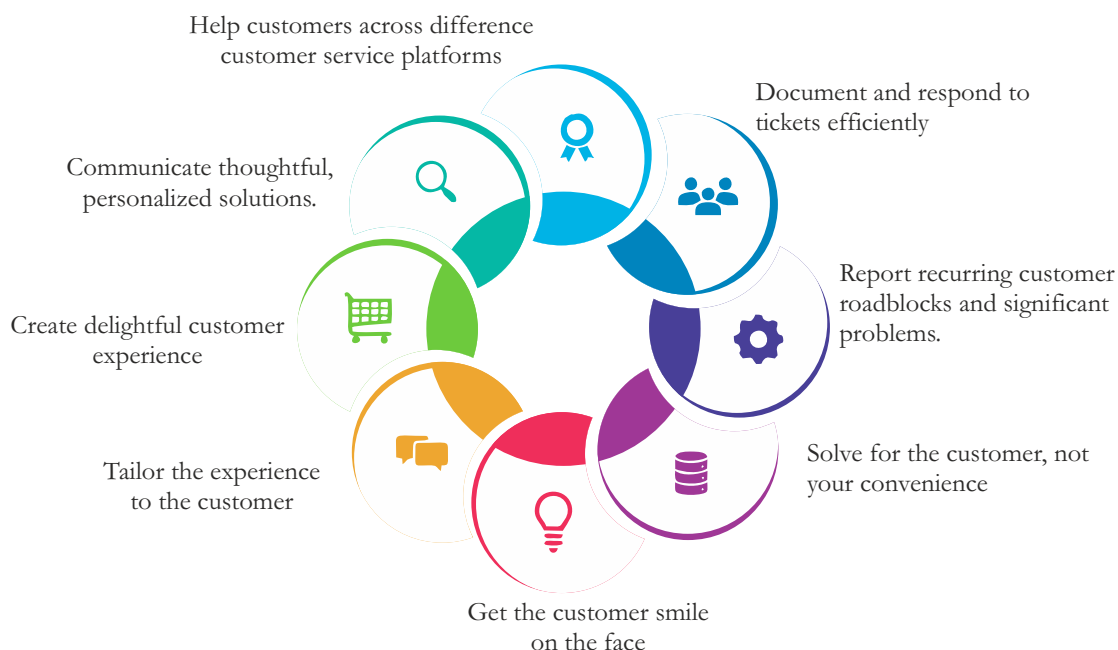 Help customers across difference
customer service platforms
Document and respond to
tickets efficiently
Communicate thoughtful,
personalized solutions.
Report recurring customer
roadblocks and significant
problems.
Create delightful customer
experience
Solve for the customer, not
your convenience
Tailor the experience
to the customer
Get the customer smile
on the face